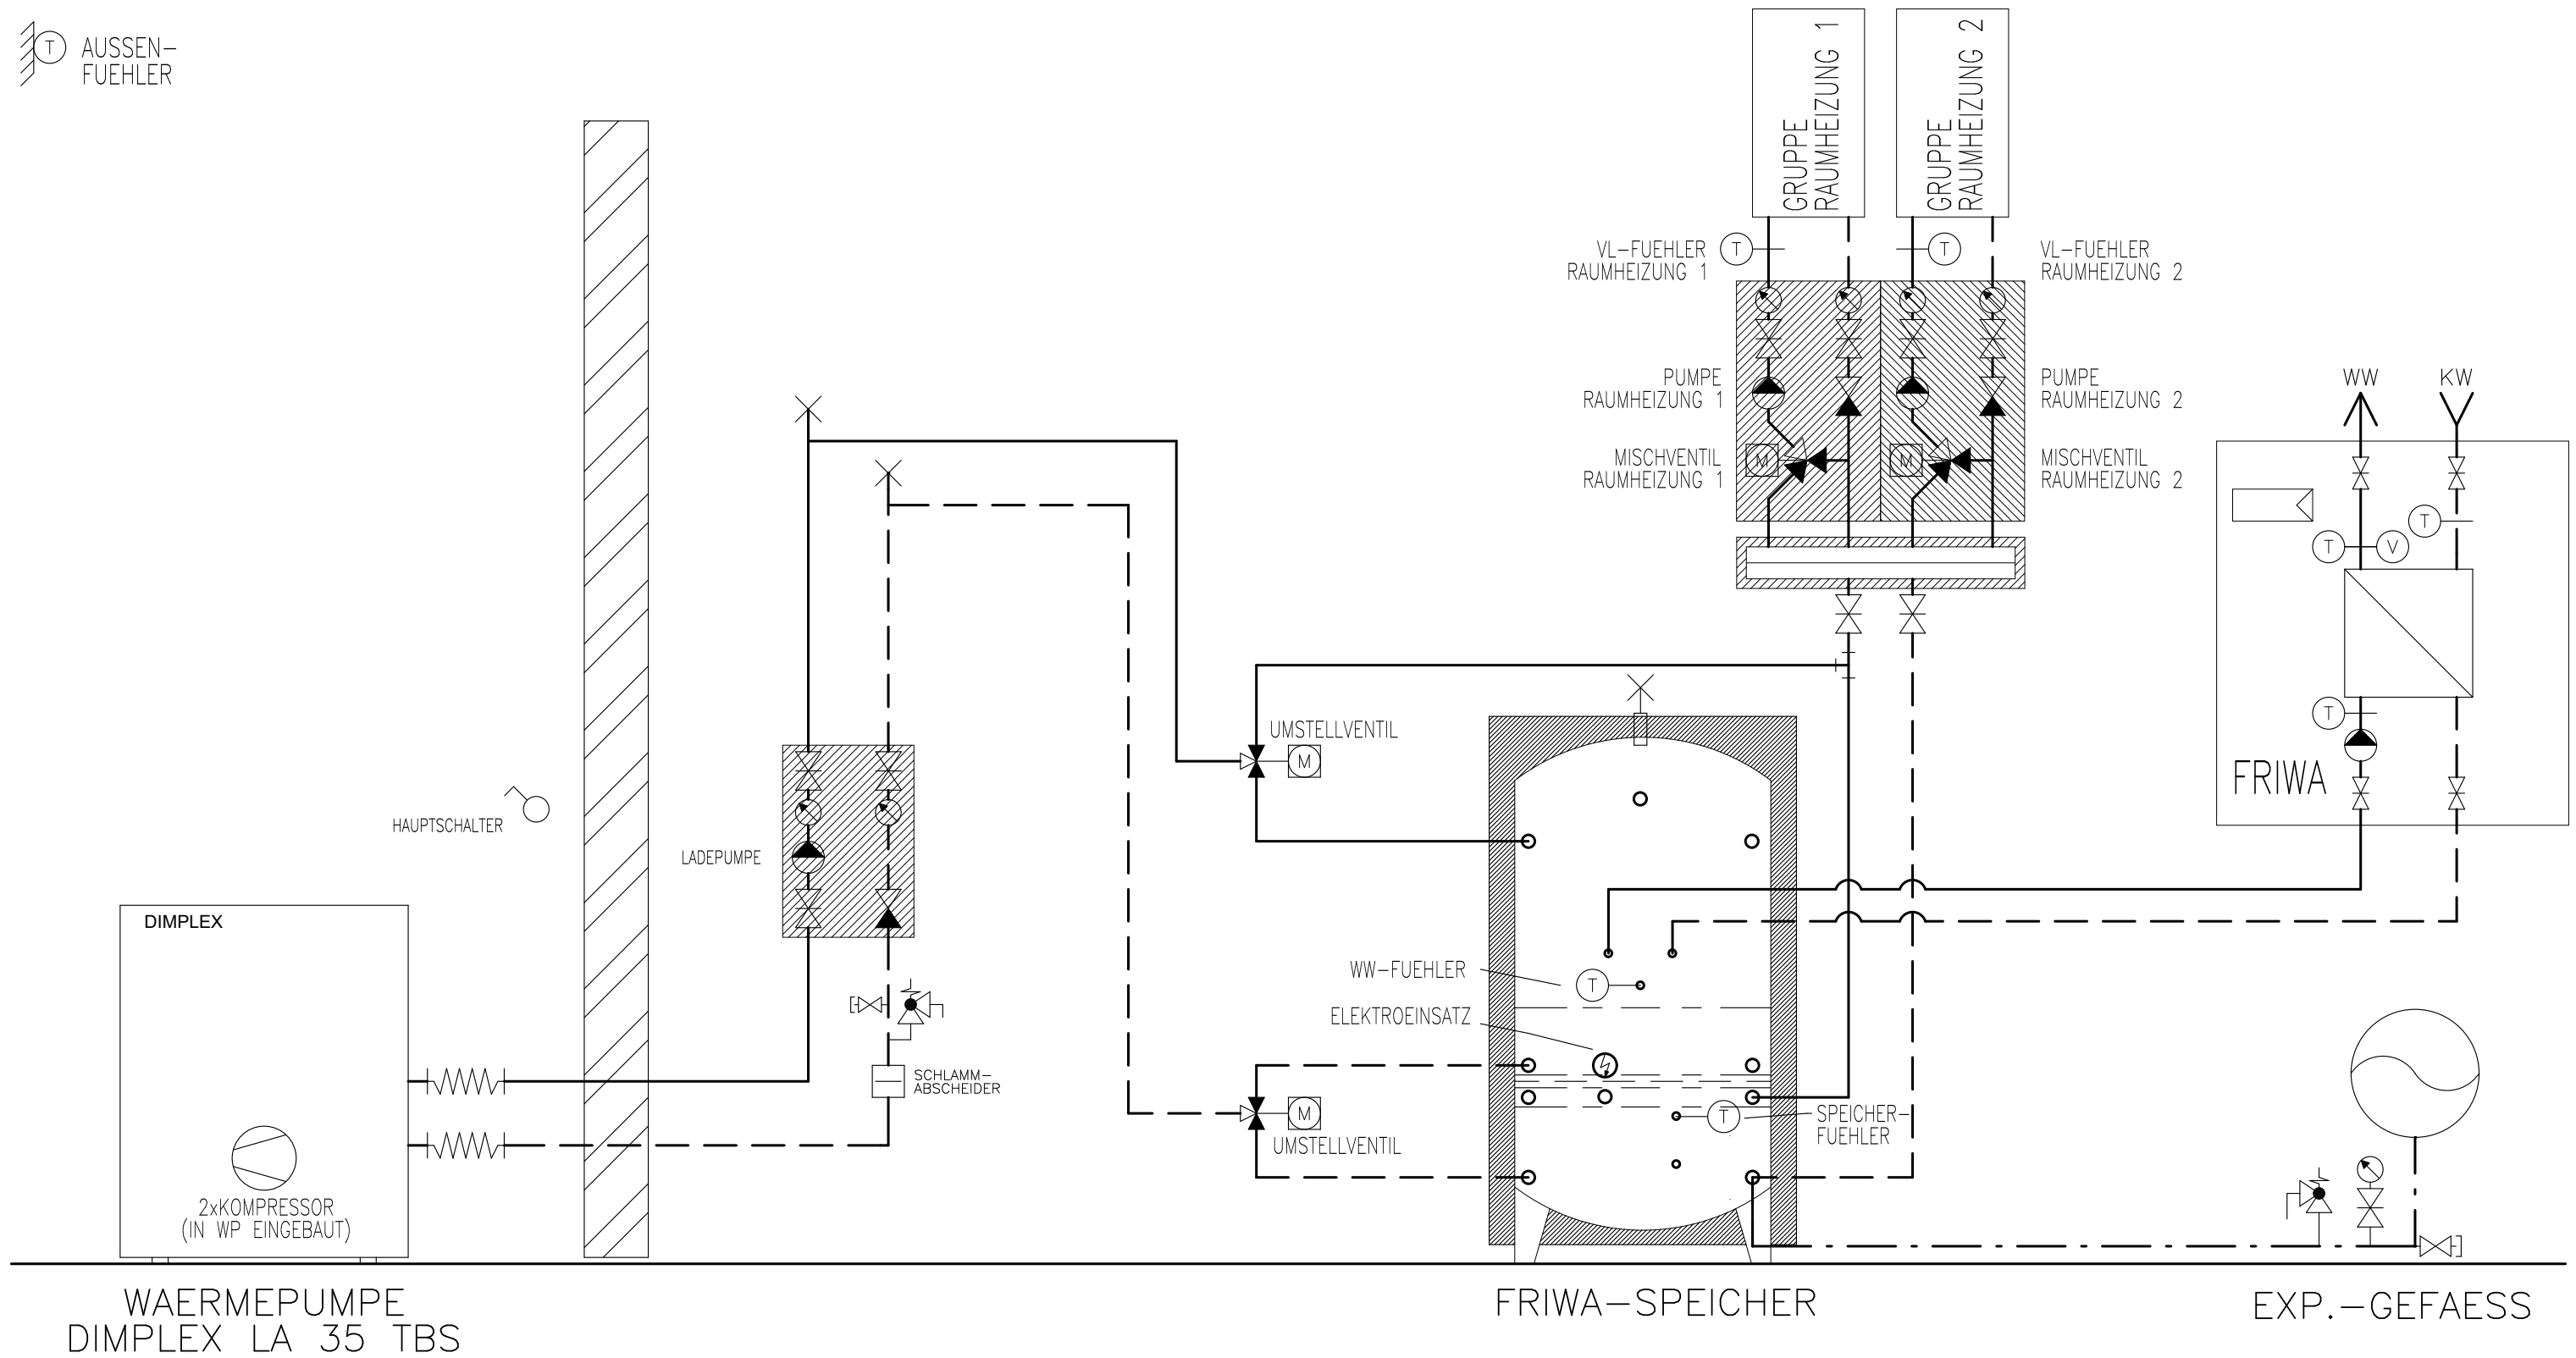 T
AUSSEN-
FUEHLER
GRUPPE
RAUMHEIZUNG 1
GRUPPE
RAUMHEIZUNG 2
VL-FUEHLER
RAUMHEIZUNG 1
T
T
VL-FUEHLER
RAUMHEIZUNG 2
PUMPE
RAUMHEIZUNG 1
PUMPE
RAUMHEIZUNG 2
MISCHVENTIL
RAUMHEIZUNG 1
M
M
MISCHVENTIL
RAUMHEIZUNG 2
WW
KW
T
T
V
T
FRIWA
UMSTELLVENTIL
M
HAUPTSCHALTER
LADEPUMPE
DIMPLEX
WW-FUEHLER
T
ELEKTROEINSATZ
SCHLAMM-
ABSCHEIDER
M
UMSTELLVENTIL
T
SPEICHER-
FUEHLER
2xKOMPRESSOR
(IN WP EINGEBAUT)
WAERMEPUMPE
DIMPLEX LA 35 TBS
FRIWA-SPEICHER
EXP.-GEFAESS